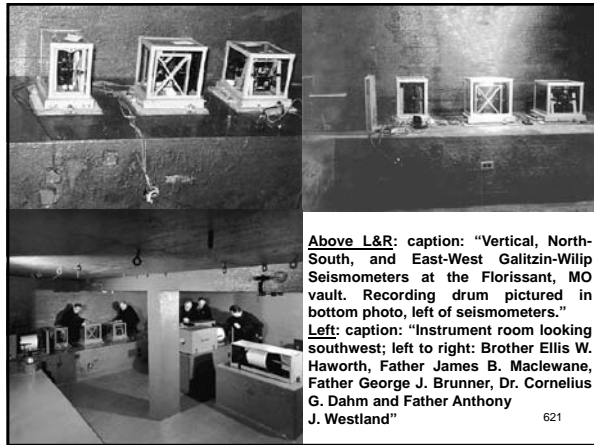 Above L&R: caption: “Vertical, North-
South, and East-West Galitzin-Wilip
Seismometers at the Florissant, MO
vault. Recording drum pictured in
bottom photo, left of seismometers.”
Left: caption: “Instrument room looking
southwest; left to right: Brother Ellis W.
Haworth, Father James B. Maclewane,
Father George J. Brunner, Dr. Cornelius
G. Dahm and Father Anthony
J. Westland”
621